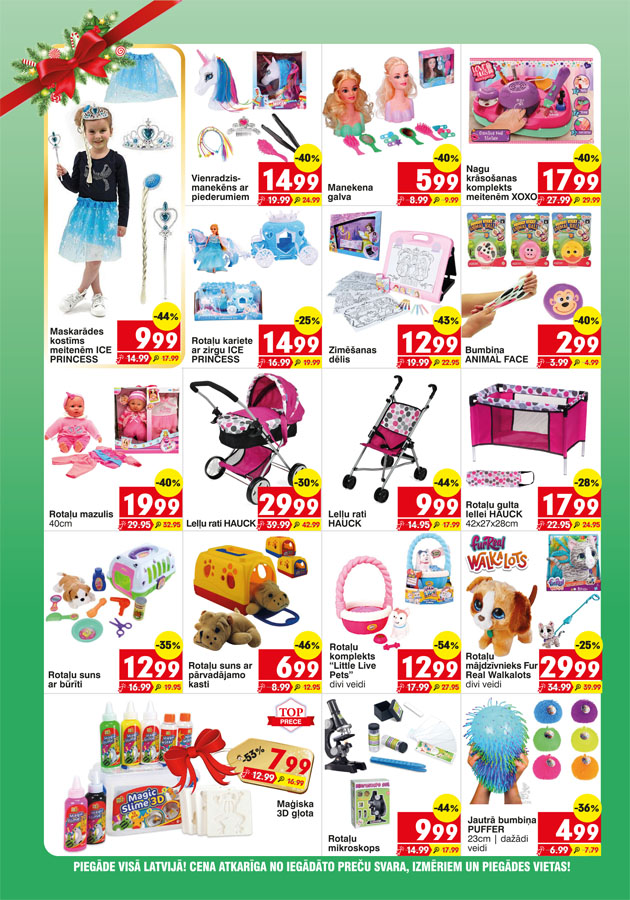 -40%
Vienradzis-
manekēns ar
piederumiem
14 99
19.99 24.99
-40%
Manekena
galva
5 99
8.99 9.99
-40%
Nagu
krāsošanas
komplekts
meitenēm XOXO
17 99
27.99 29.99
-44%
Maskarādes
kostīms
meitenēm ICE
PRINCESS
9 99
14.99 17.99
-25%
Rotaļu kariete
ar zirgu ICE
PRINCESS
14 99
16.99 19.99
-43%
Zīmēšanas
dēlis
12 99
19.99 22.95
-40%
Bumbiņa
ANIMAL FACE
2 99
3.99 4.99
-40%
Rotaļu mazulis
40cm
19 99
29.95 32.95
-30%
Leļļu rati HAUCK
29 99
39.99 42.99
-44%
Leļļu rati
HAUCK
9 99
14.95 17.99
-28%
Rotaļu gulta
lellei HAUCK
42x27x28cm
17 99
22.95 24.95
-35%
Rotaļu suns
ar būrīti
12 99
16.99 19.95
-46%
Rotaļu suns ar
pārvadājamo
kasti
6 99
8.99 12.95
-54%
Rotaļu
komplekts
“Little Live
Pets”
divi veidi
12 99
furReal
WALKALOTS
-25%
Rotaļu
mājdzīvnieks Fur
Real Walkalots
divi veidi
29 99
34.99 39.99
TOP
PRECE
-53% 7 99
12.99 16.99
Magic
Slime 3D
Maģiska
3D gļota
-44%
Rotaļu
mikroskops
9 99
14.99 17.99
-36%
Jautrā bumbiņa
PUFFER
23cm | dažādi
veidi
4 99
6.99 7.79
PIEGĀDE VISĀ LATVIJĀ! CENA ATKARĪGA NO IEGĀDĀTO PREČU SVARA, IZMĒRIEM UN PIEGĀDES VIETAS!